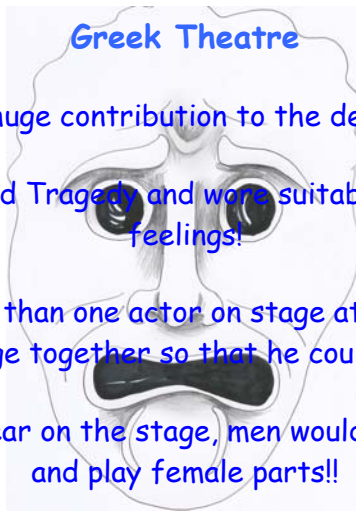 Greek Theatre
huge contribution to the de
d Tragedy and wore suitab
feelings!
than one actor on stage at
ge together so that he cou
ear on the stage, men would
and play female parts!!